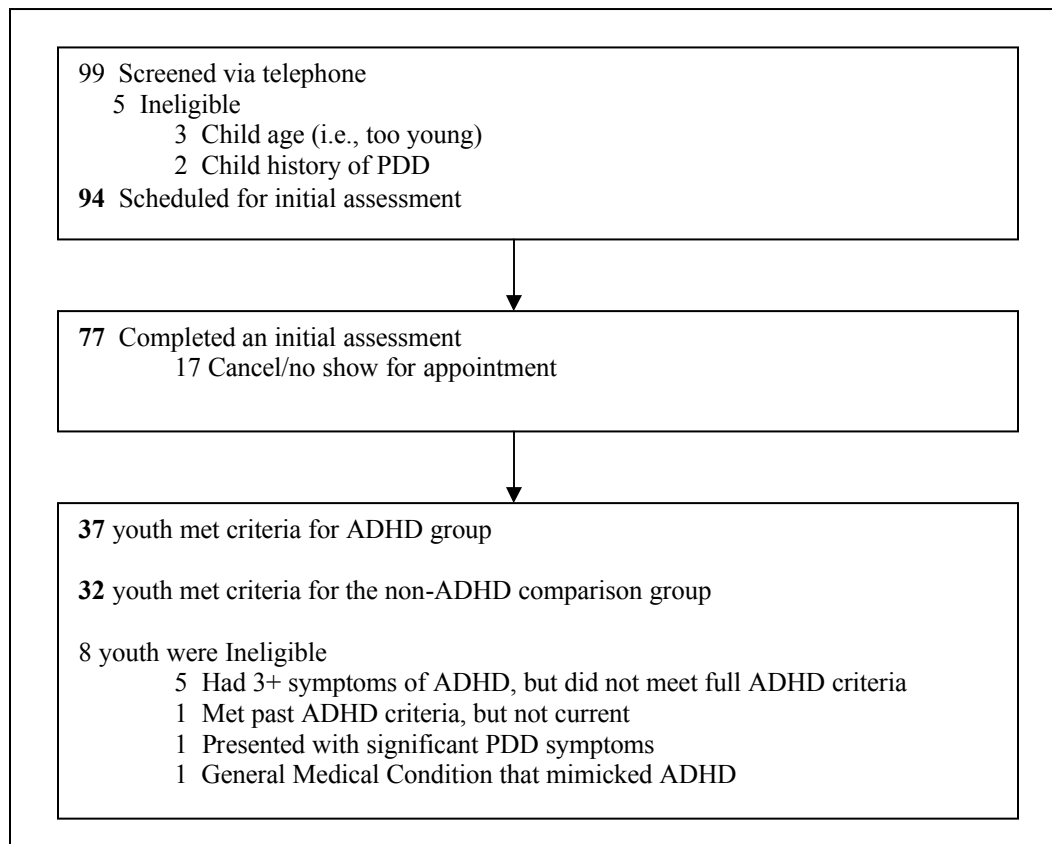 99 Screened via telephone
5 Ineligible
3 Child age (i.e., too young)
2 Child history of PDD
94 Scheduled for initial assessment
77 Completed an initial assessment
17 Cancel/no show for appointment
37 youth met criteria for ADHD group
32 youth met criteria for the non-ADHD comparison group
8 youth were Ineligible
5 Had 3+ symptoms of ADHD, but did not meet full ADHD criteria
1 Met past ADHD criteria, but not current
1 Presented with significant PDD symptoms
1 General Medical Condition that mimicked ADHD